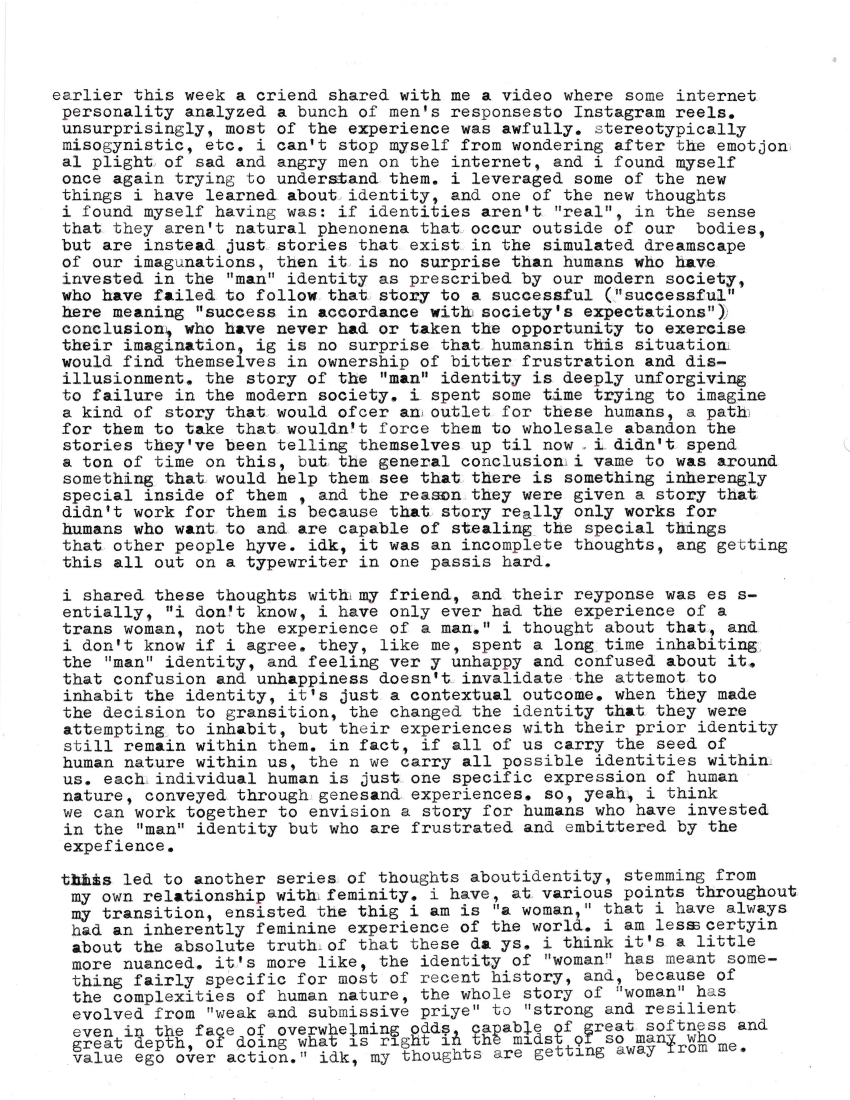 earlier this week a criend shared with me a video where some internet
personality analyzed a bunch of men's responsesto Instagram reels.
unsurprisingly, most of the experience was awfully. stereotypically
misogynistic, etc. i can't stop myself from wondering after the emotjon
al plight of sad and angry men on the internet, and i found myself
once again trying to understand them. i leveraged some of the new
things i have learned about identity, and one of the new thoughts
i found myself having was: if identities aren't "real", in the sense
that they aren't natural phenonena that occur outside of our bodies,
but are instead just stories that exist in the simulated dreamscape
of our imagunations, then it is no surprise than humans who have
invested in the "man" identity as prescribed by our modern society,
who have failed to follow that story to a successful ("successful"
here meaning "success in accordance with society's expectations")
conclusion, who have never had or taken the opportunity to exercise
their imagination, ig is no surprise that humansin this situation
would find themselves in ownership of bitter frustration and dis-
illusionment. the story of the "man" identity is deeply unforgiving
to failure in the modern society. i spent some time trying to imagine
a kind of story that would ofcer an outlet for these humans, a path
for them to take that wouldn't force them to wholesale abandon the
stories they've been telling themselves up til now . i didn't spend
a ton of time on this, but the general conclusion i vame to was around
something that would help them see that there is something inherengly
special inside of them , and the reason they were given a story that
didn't work for them is because that story really only works for
humans who want to and are capable of stealing the special things
that other people hyve. idk, it was an incomplete thoughts, ang getting
this all out on a typewriter in one passis hard.
i shared these thoughts with my friend, and their reyponse was es s-
entially, "i don't know, i have only ever had the experience of a
trans woman, not the experience of a man." i thought about that, and
i don't know if i agree. they, like me, spent a long time inhabiting
the "man" identity, and feeling ver y unhappy and confused about it.
that confusion and unhappiness doesn't invalidate the attemot to
inhabit the identity, it's just a contextual outcome. when they made
the decision to gransition, the changed the identity that they were
attempting to inhabit, but their experiences with their prior identity
still remain within them. in fact, if all of us carry the seed of
human nature within us, the n we carry all possible identities within
us. each individual human is just one specific expression of human
nature, conveyed through genesand experiences. so, yeah, i think
we can work together to envision a story for humans who have invested
in the "man" identity but who are frustrated and embittered by the
expefience.
this led to another series of thoughts aboutidentity, stemming from
my own relationship with feminity. i have, at various points throughout
my transition, ensisted the thig i am is "a woman," that i have always
had an inherently feminine experience of the world. i am less certyin
about the absolute truth of that these da ys. i think it's a little
more nuanced. it's more like, the identity of "woman" has meant some-
thing fairly specific for most of recent history, and, because of
the complexities of human nature, the whole story of "woman" has
evolved from "weak and submissive priye" to "strong and resilient
even in the face of overwhelming odds, capable of great softness and
great depth, of doing what is right in the midst of so many who
value ego over action." idk, my thoughts are getting away from me.